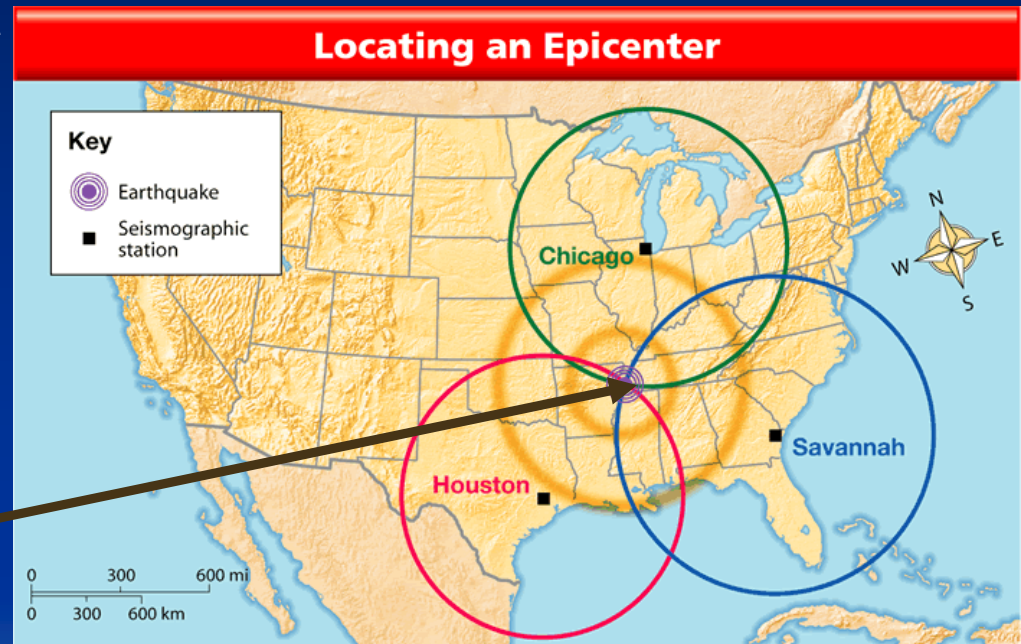 Locating an Epicenter
Key
Earthquake
Seismographic
station
N
E
W
S
Chicago
Savannah
Houston
0 300 600 mi
0 300 600 km